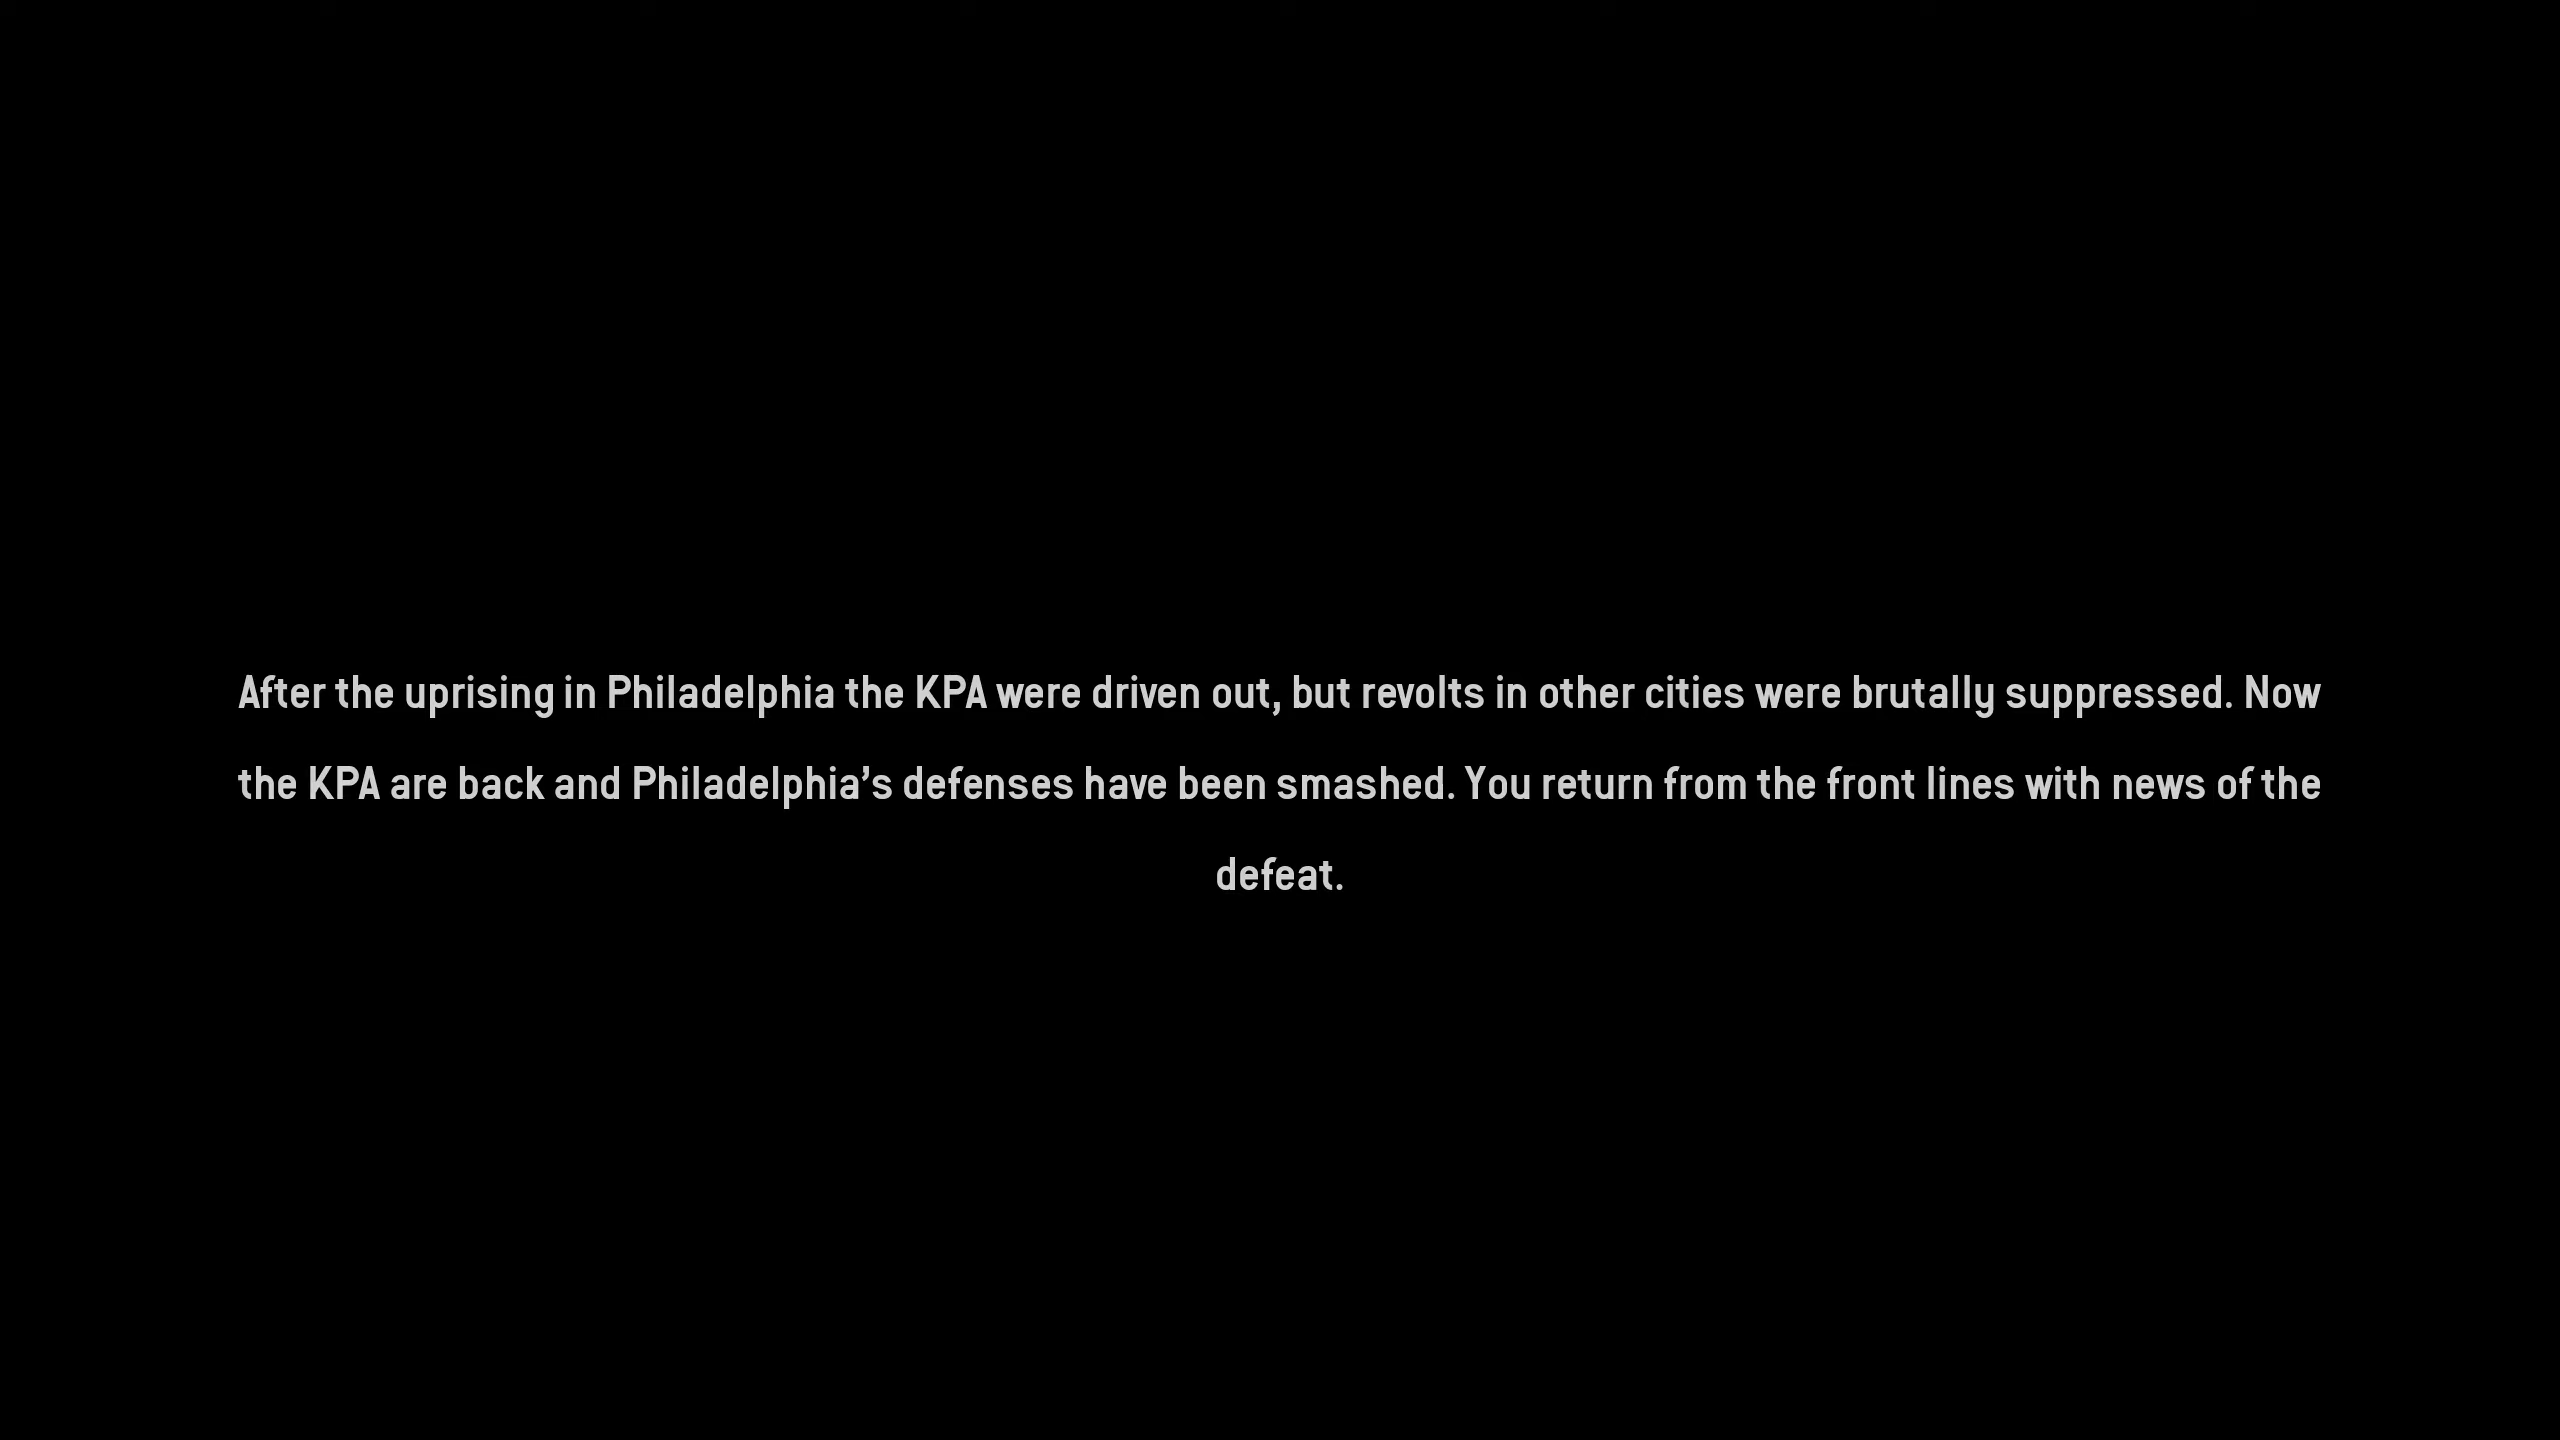 After the uprising in Philadelphia the KPA were driven out, but revolts in other cities were brutally suppressed. Now
the KPA are back and Philadelphia’s defenses have been smashed. You return from the front lines with news of the
defeat.